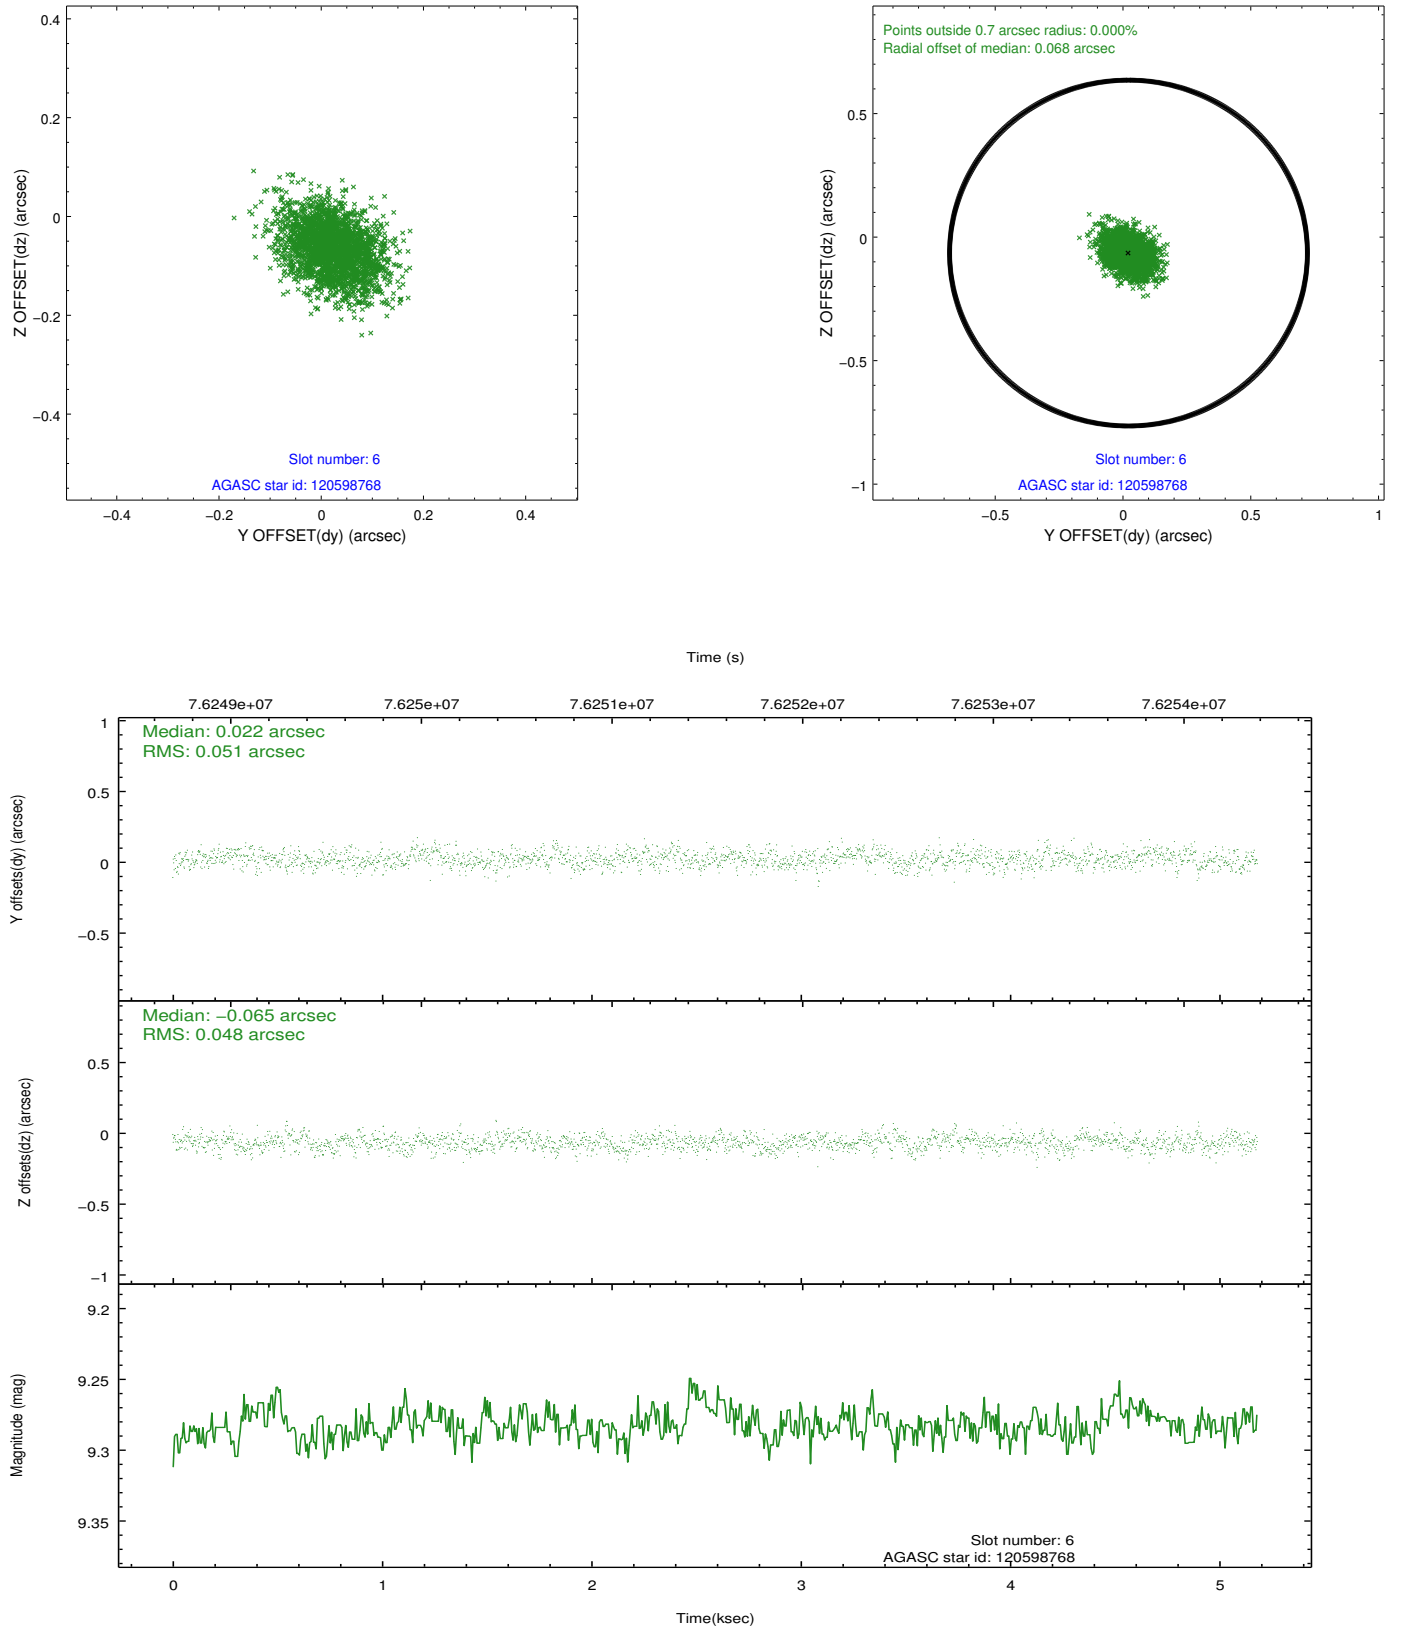 0.4
0.2
0
−0.2
−0.4
Z OFFSET(dz) (arcsec)
Slot number: 6
AGASC star id: 120598768
−0.4
−0.2
0
0.2
0.4
Y OFFSET(dy) (arcsec)
Points outside 0.7 arcsec radius: 0.000%
Radial offset of median: 0.068 arcsec
0.5
0
−0.5
−1
Z OFFSET(dz) (arcsec)
Slot number: 6
AGASC star id: 120598768
−0.5
0
0.5
1
Y OFFSET(dy) (arcsec)
Time (s)
7.6249e+07
7.625e+07
7.6251e+07
7.6252e+07
7.6253e+07
7.6254e+07
Median: 0.022 arcsec
RMS: 0.051 arcsec
1
0.5
0
−0.5
Y offsets(dy) (arcsec)
Median: −0.065 arcsec
RMS: 0.048 arcsec
0.5
0
−0.5
−1
Z offsets(dz) (arcsec)
9.2
9.25
9.3
9.35
Magnitude (mag)
Slot number: 6
AGASC star id: 120598768
0
1
2
3
4
5
Time(ksec)